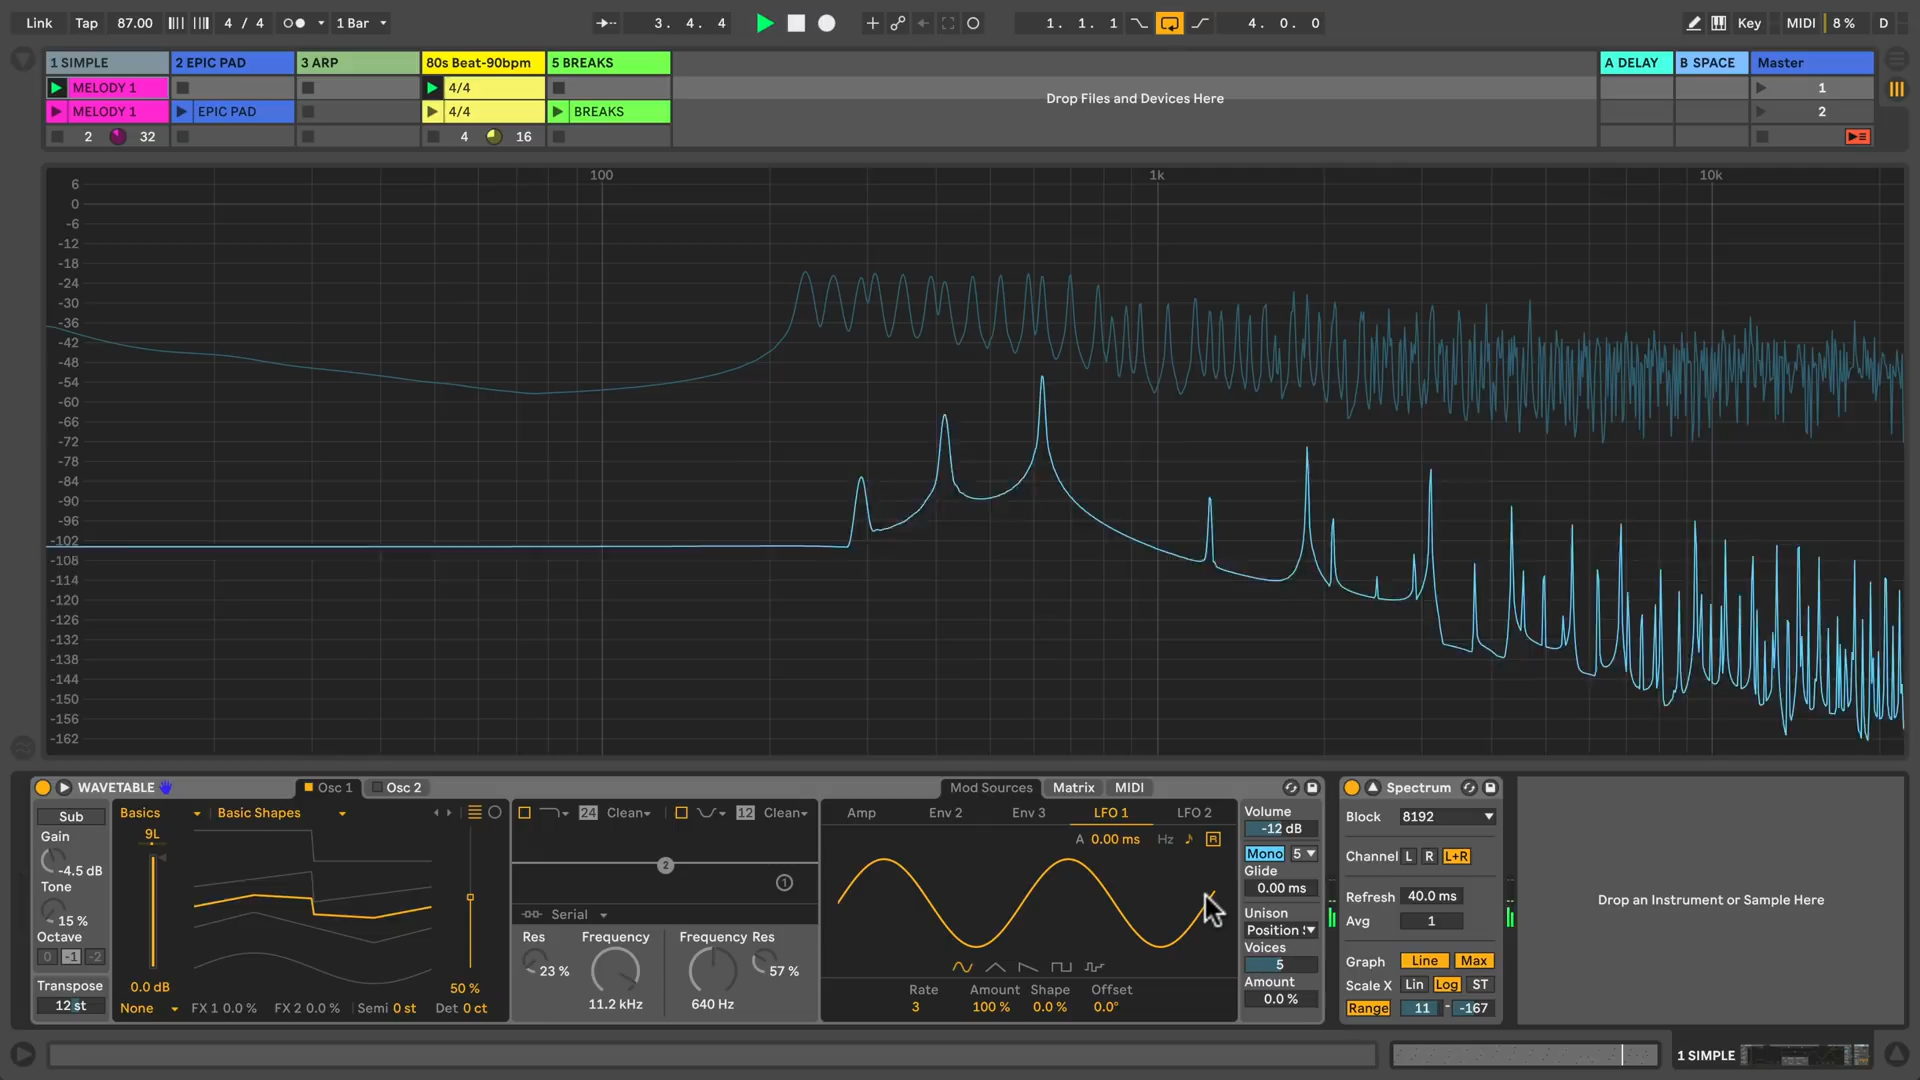 Link Tap 87.00 4 / 4 1 Bar 3. 4. 4 1. 1. 1 4. 0. 0 Key MIDI 8 % D
1 SIMPLE 2 EPIC PAD 3 ARP 80s Beat-90bpm 5 BREAKS A DELAY B SPACE Master
MELODY 1 4/4 1
Drop Files and Devices Here
MELODY 1 EPIC PAD 4/4 BREAKS 2
2 32 4 16
100 1k 10k
6
0
-6
-12
-18
-24
-30
-36
-42
-48
-54
-60
-66
-72
-78
-84
-90
-96
-102
-108
-114
-120
-126
-132
-138
-144
-150
-156
-162
WAVETABLE Osc 1 Osc 2 Mod Sources Matrix MIDI
Sub
Gain
-4.5 dB
Tone
15 %
Octave
0 -1 -2
Transpose
12 st
Basics Basic Shapes
9L
0.0 dB 50 %
None FX 1 0.0 % FX 2 0.0 % Semi 0 st Det 0 ct
24 Clean 12 Clean
2
1
Serial
Res Frequency Frequency Res
23 % 57 %
11.2 kHz 640 Hz
Amp Env 2 Env 3 LFO 1 LFO 2
A 0.00 ms Hz R
Rate Amount Shape Offset
3 100 % 0.0 % 0.0°
Volume
-12 dB
Mono 5
Glide
0.00 ms
Unison
Position
Voices
5
Amount
0.0 %
Spectrum
Block 8192
Channel L R L+R
Refresh 40.0 ms
Avg 1
Graph Line Max
Scale X Lin Log ST
Range 11 - -167
Drop an Instrument or Sample Here
1 SIMPLE